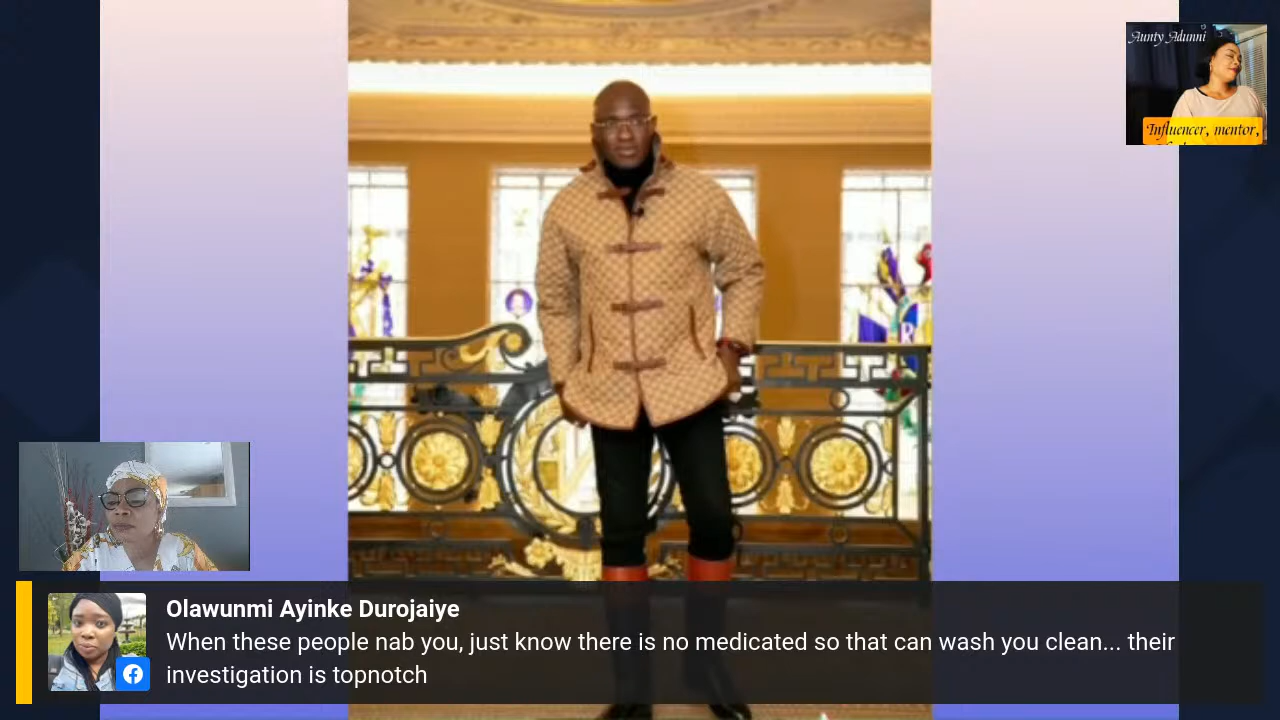 Aunty Adunni
Influencer, mentor,
R
Olawunmi Ayinke Durojaiye
When these people nab you, just know there is no medicated so that can wash you clean... their
investigation is topnotch